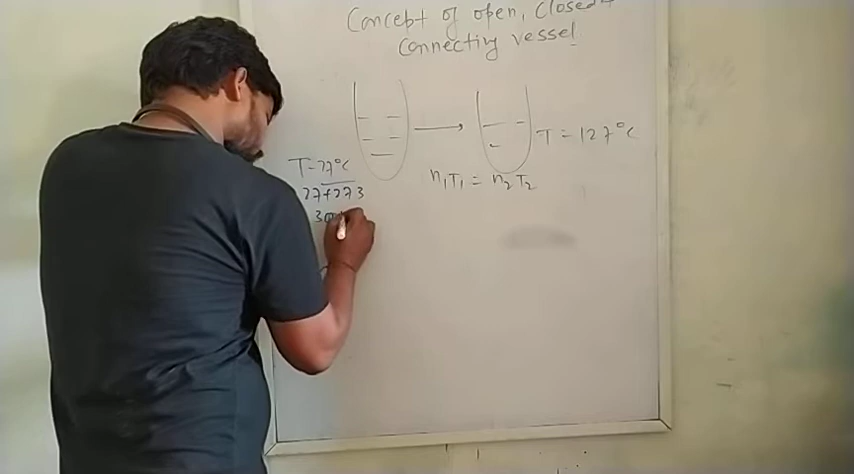 Concept of open, closed
connecting vessel
T = 127°C
T-27°C
n₁T₁ = n₂T₂
27+273